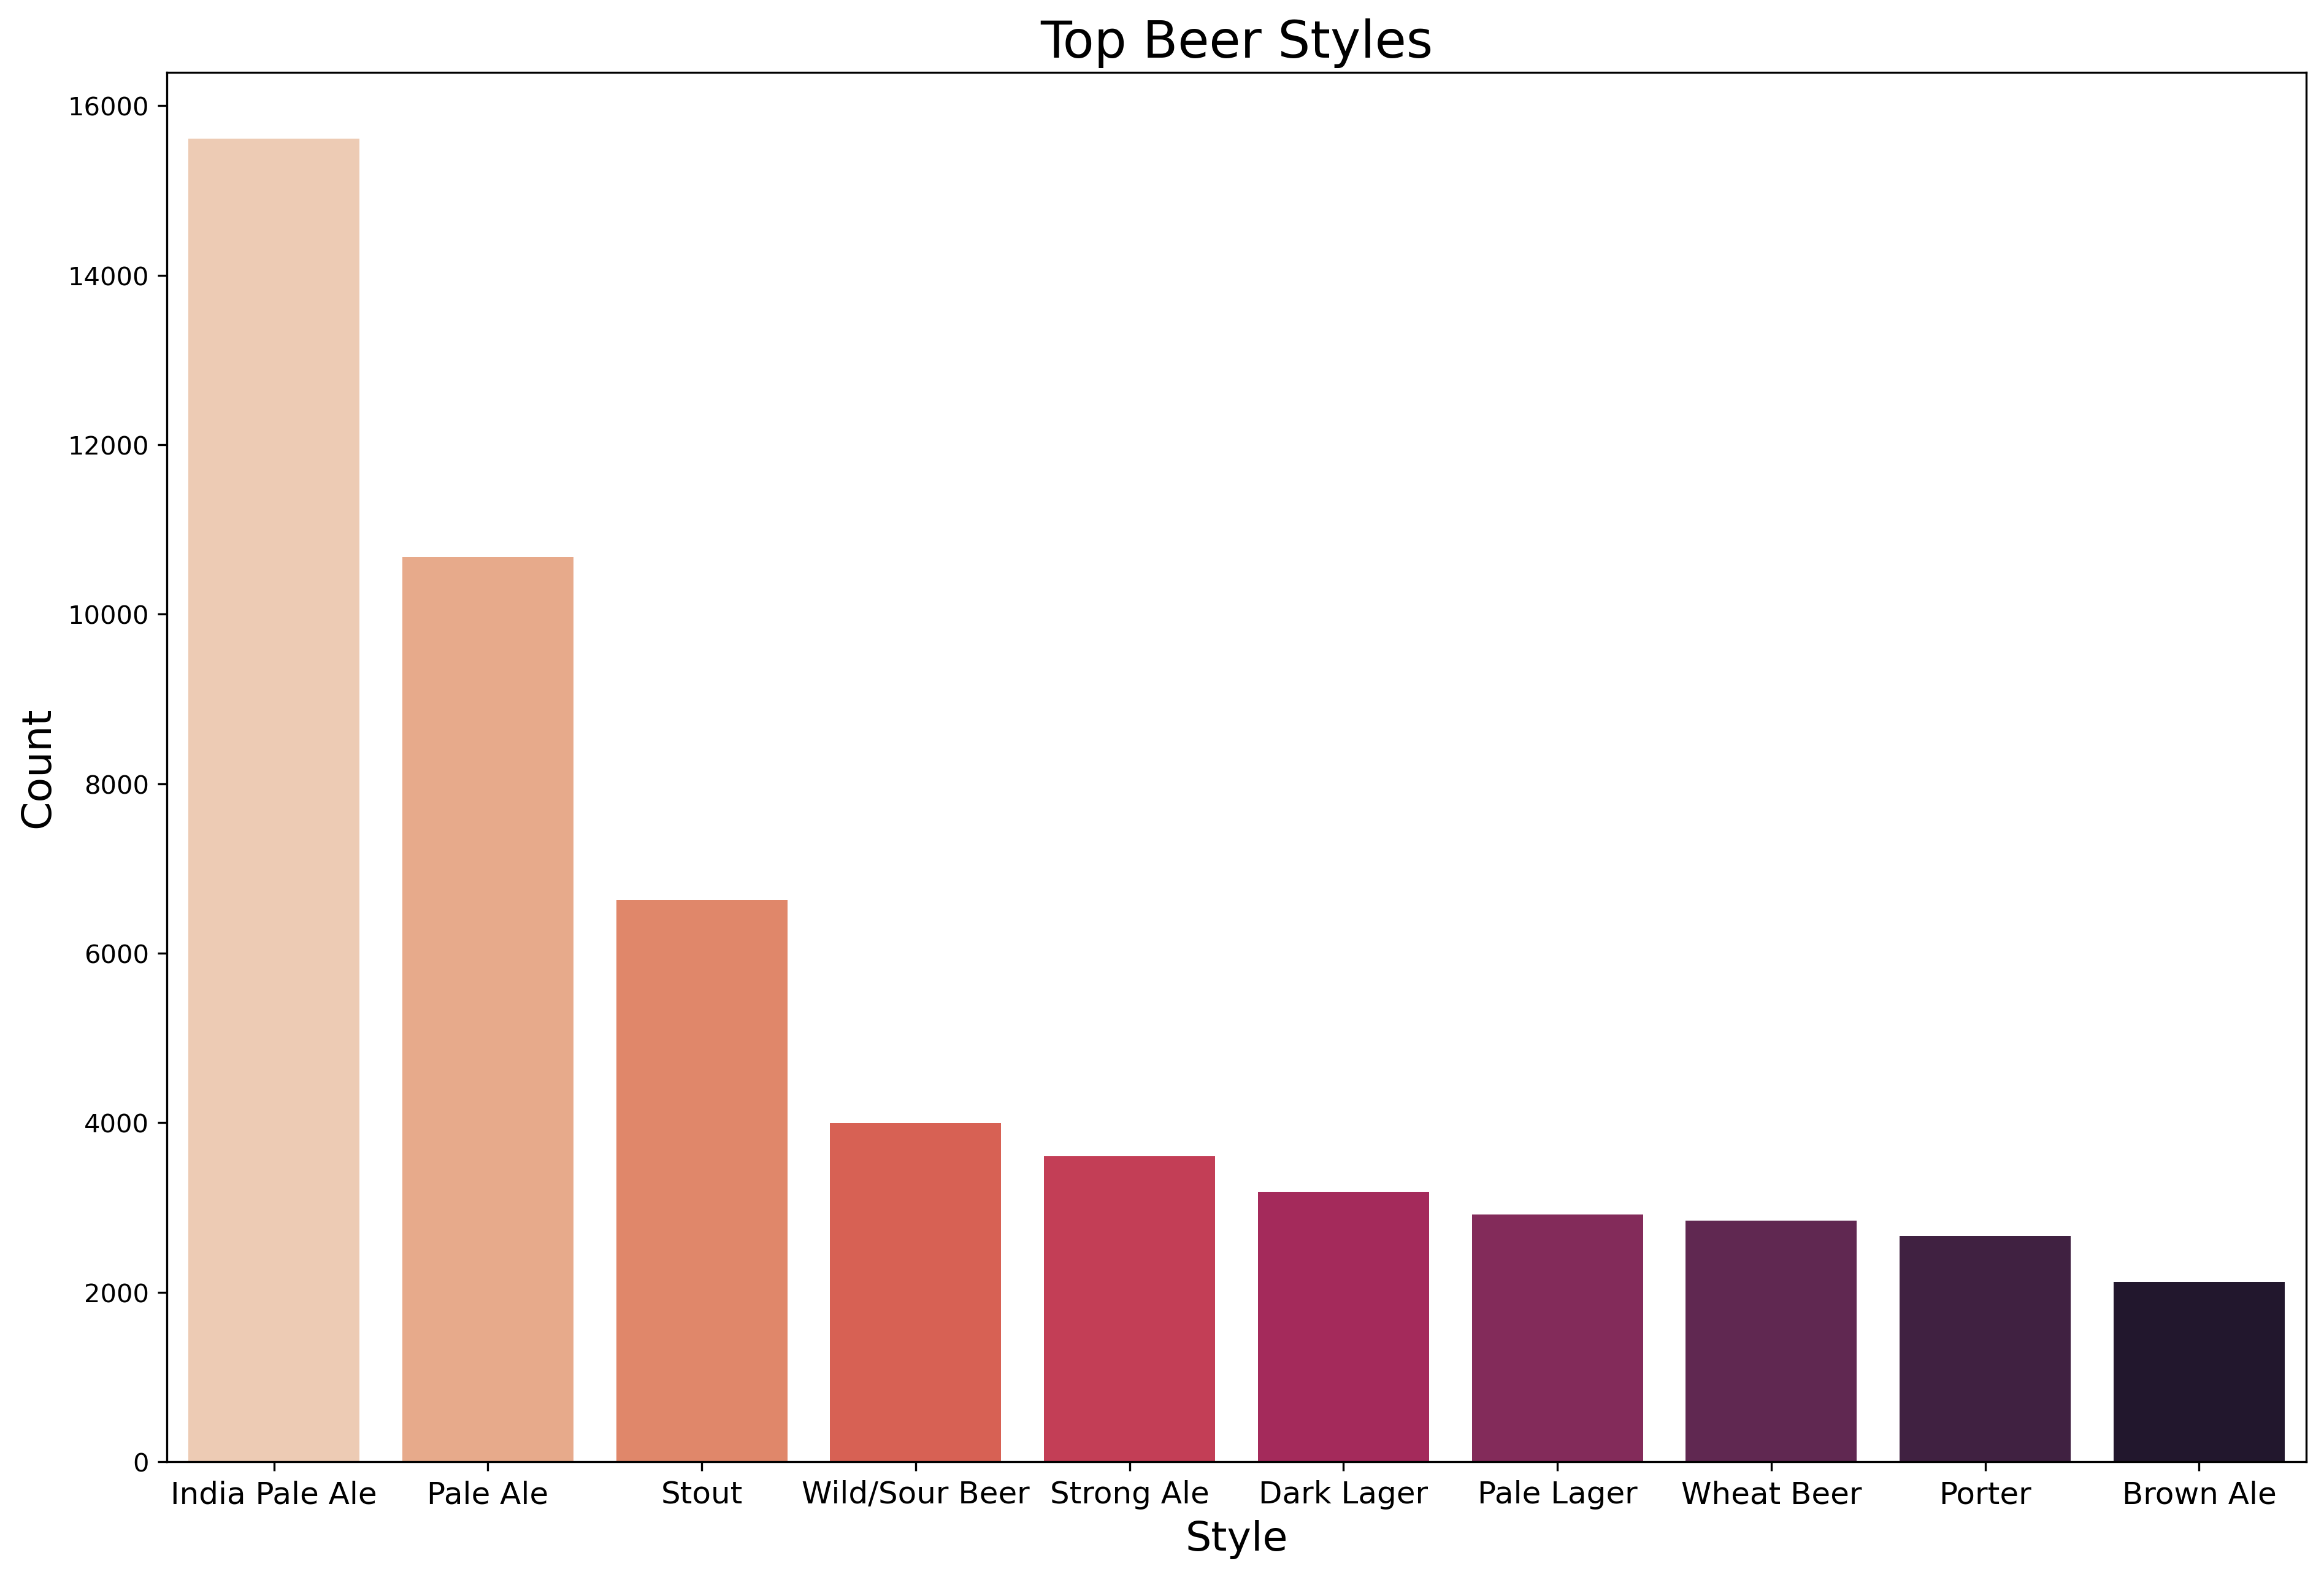 Top Beer Styles
Count
16000
14000
12000
10000
8000
6000
4000
2000
0
India Pale Ale Pale Ale Stout Wild/Sour Beer Strong Ale Dark Lager Pale Lager Wheat Beer Porter Brown Ale
Style